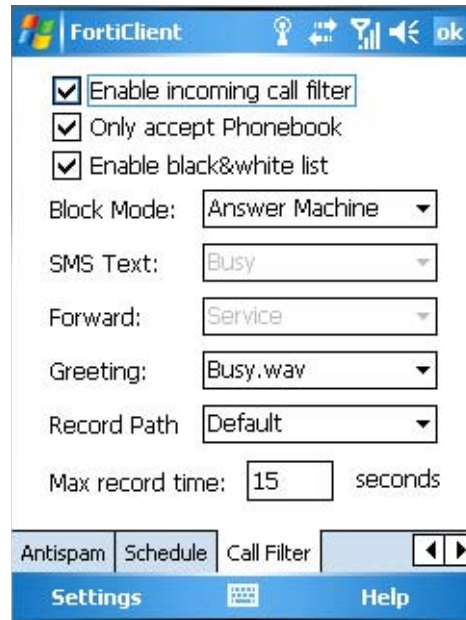 FortiClient ok
Enable incoming call filter
Only accept Phonebook
Enable black&white list
Block Mode: Answer Machine
SMS Text: Busy
Forward: Service
Greeting: Busy.wav
Record Path Default
Max record time: 15 seconds
Antispam Schedule Call Filter
Settings Help